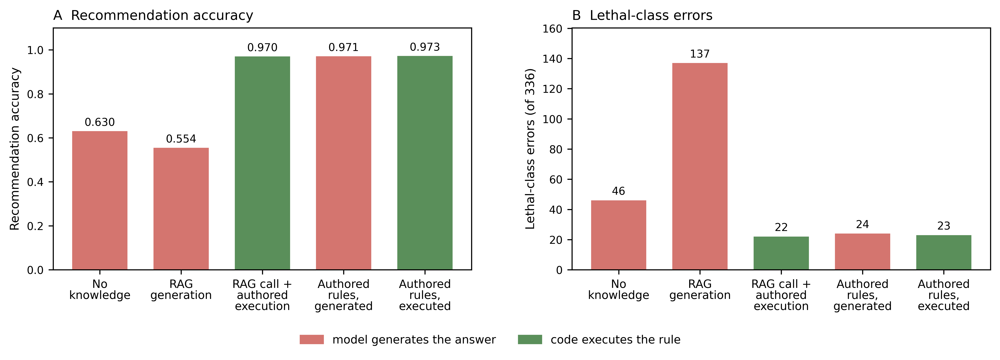 A  Recommendation accuracy
Recommendation accuracy
1.0
0.8
0.6
0.4
0.2
0.0
0.630
0.554
0.970
0.971
0.973
No
knowledge
RAG
generation
RAG call +
authored
execution
Authored
rules,
generated
Authored
rules,
executed
B  Lethal-class errors
Lethal-class errors (of 336)
160
140
120
100
80
60
40
20
0
46
137
22
24
23
No
knowledge
RAG
generation
RAG call +
authored
execution
Authored
rules,
generated
Authored
rules,
executed
model generates the answer
code executes the rule